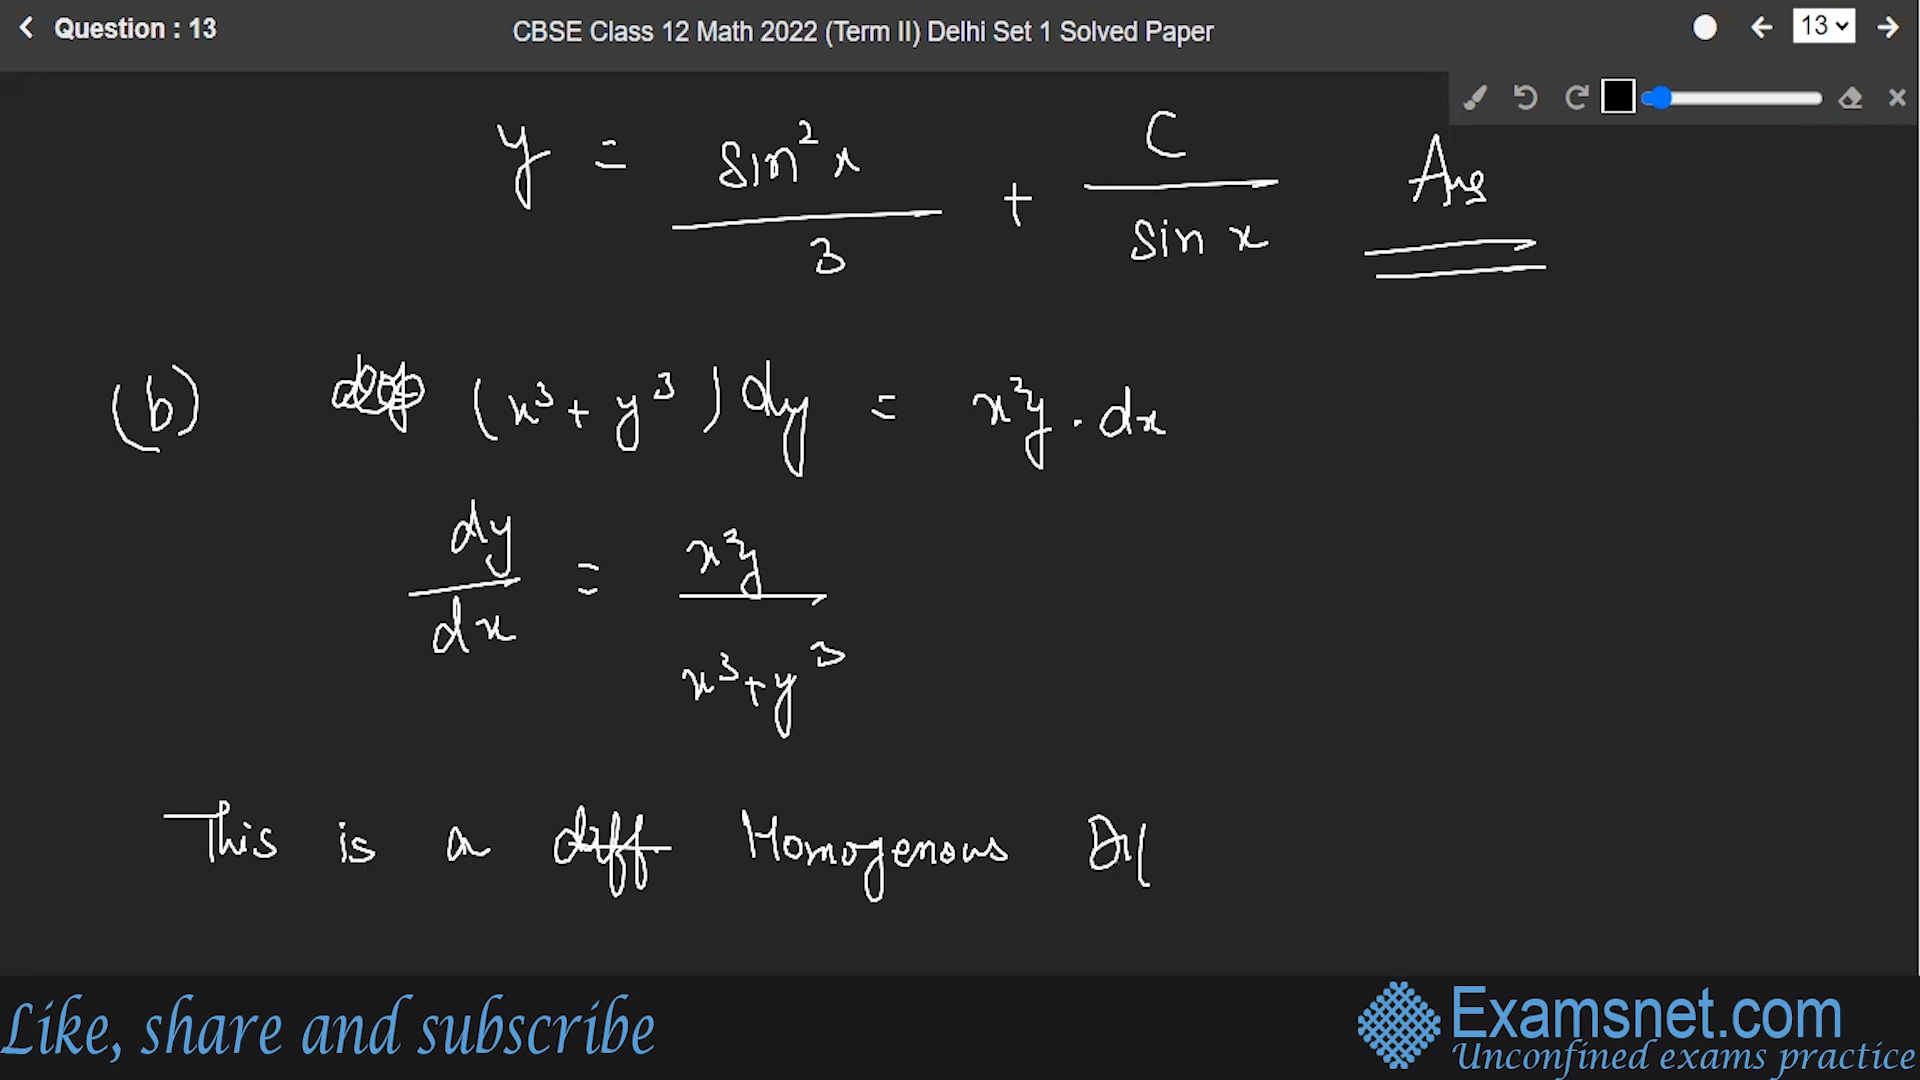 Question : 13
CBSE Class 12 Math 2022 (Term II) Delhi Set 1 Solved Paper
13
y = sin²x / 3 + C / sin x Ans
(b) (x³ + y³) dy = x²y . dx
dy/dx = x²y / x³+y³
This is a diff. Homogenous
Like, share and subscribe
Examsnet.com
Unconfined exams practice